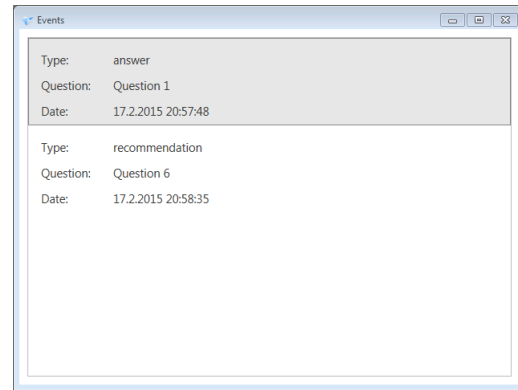 Events
Type: answer
Question: Question 1
Date: 17.2.2015 20:57:48
Type: recommendation
Question: Question 6
Date: 17.2.2015 20:58:35